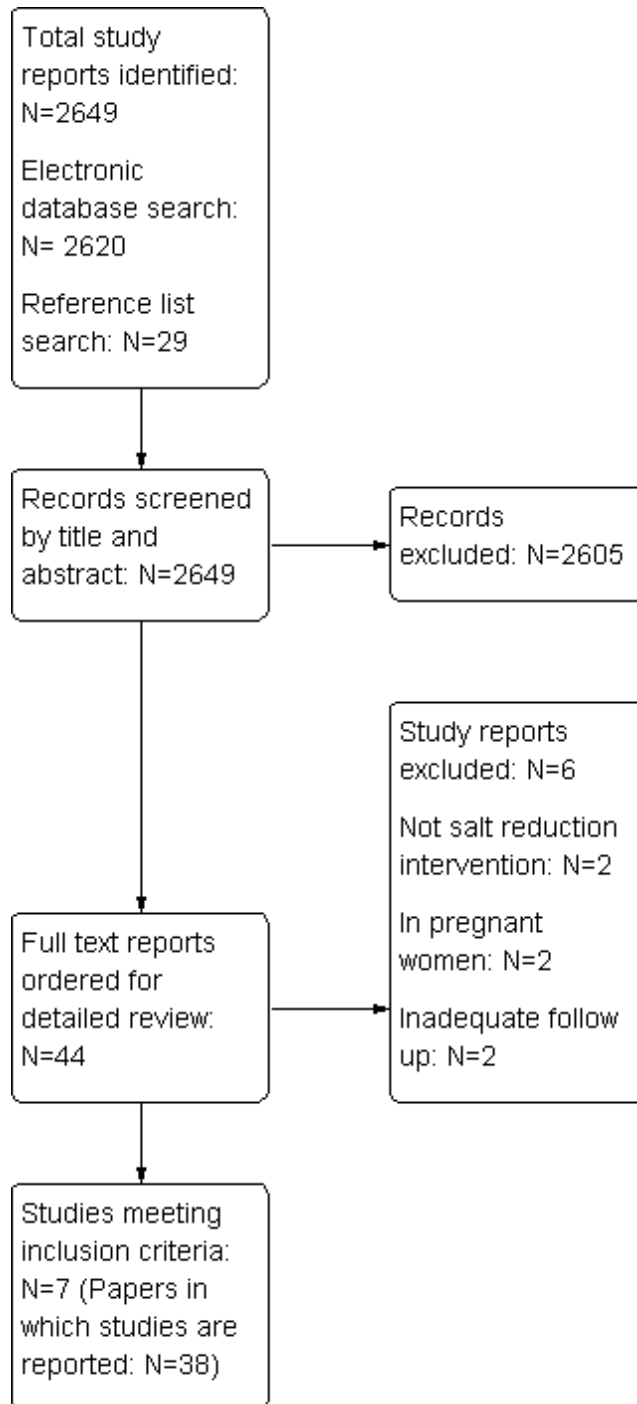 Total study
reports identified:
N=2649
Electronic
database search:
N= 2620
Reference list
search: N=29
Records screened
by title and
abstract: N=2649
Records
excluded: N=2605
Study reports
excluded: N=6
Not salt reduction
intervention: N=2
In pregnant
women: N=2
Inadequate follow
up: N=2
Full text reports
ordered for
detailed review:
N=44
Studies meeting
inclusion criteria:
N=7 (Papers in
which studies are
reported: N=38)